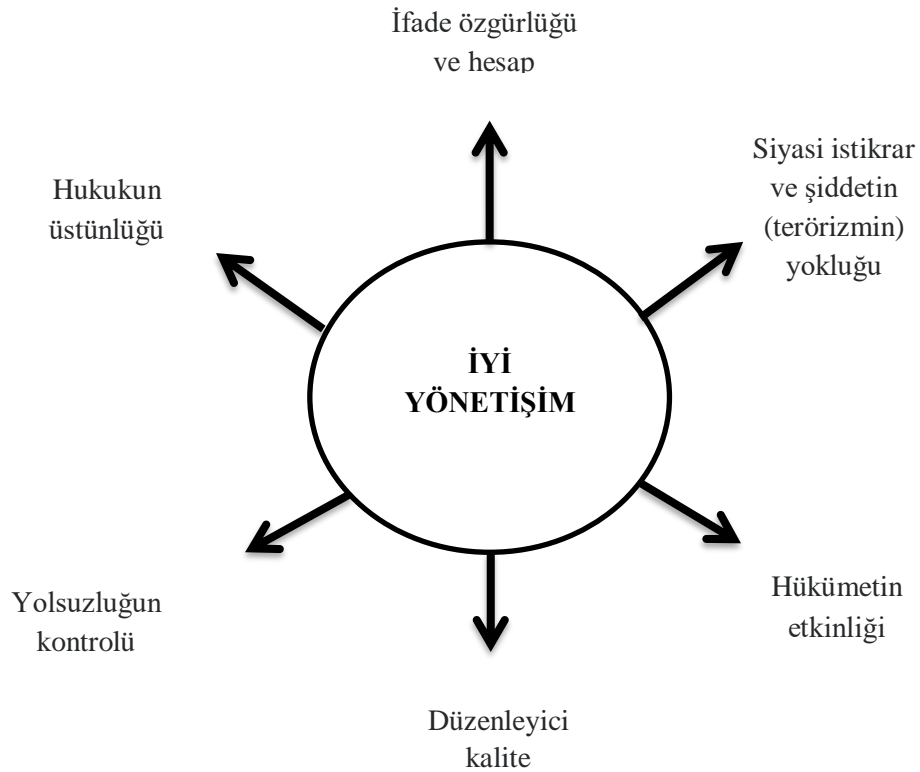 İfade özgürlüğü
ve hesap
Siyasi istikrar
ve şiddetin
(terörizmin)
yokluğu
Hukukun
üstünlüğü
İYİ
YÖNETİŞİM
Hükümetin
etkinliği
Yolsuzluğun
kontrolü
Düzenleyici
kalite